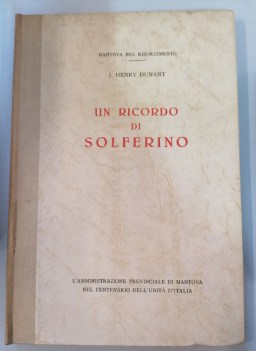 MANTOVA NEL RISORGIMENTO
J. HENRY DUNANT
UN RICORDO
DI
SOLFERINO
L'AMMINISTRAZIONE PROVINCIALE DI MANTOVA
NEL CENTENARIO DELL'UNITÀ D'ITALIA